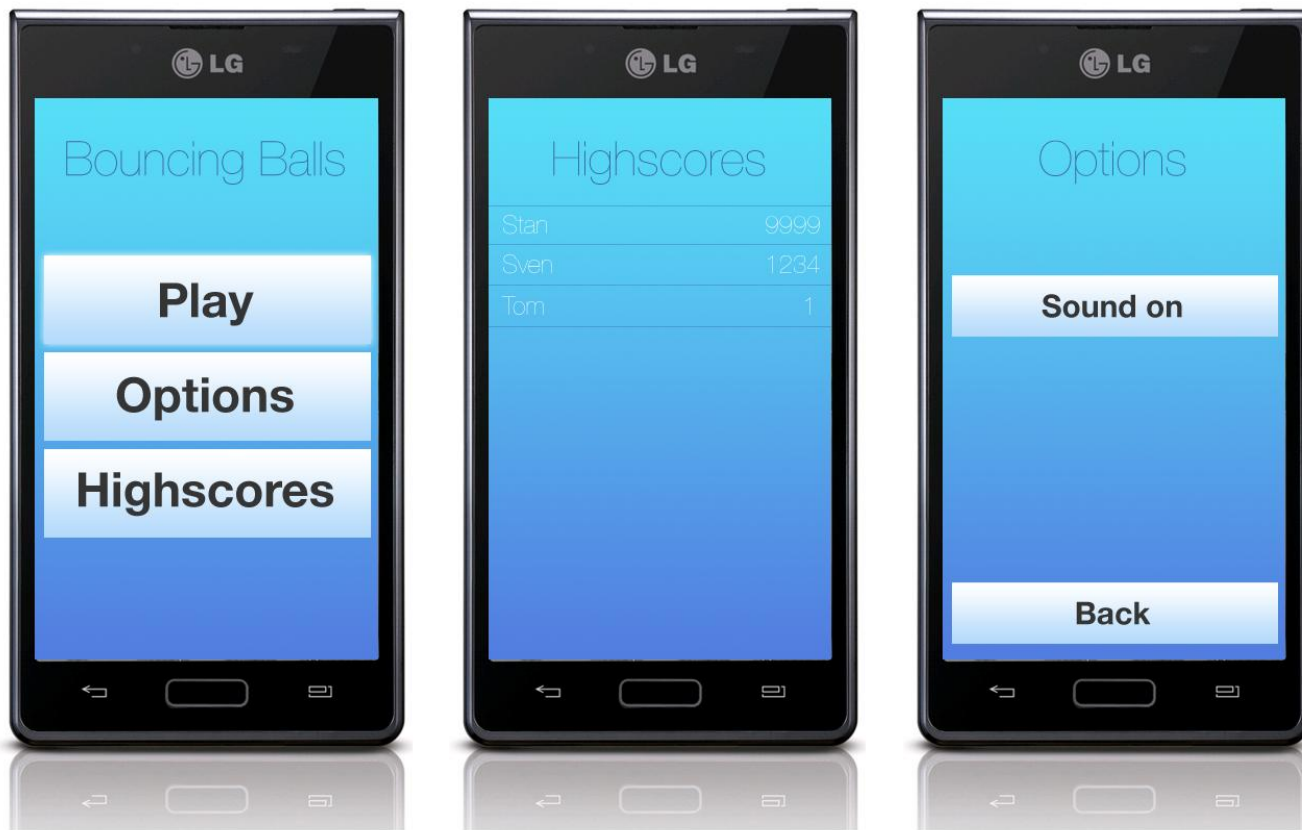 LG
Bouncing Balls
Play
Options
Highscores
LG
Highscores
Stan 9999
Sven 1234
Tom 1
LG
Options
Sound on
Back